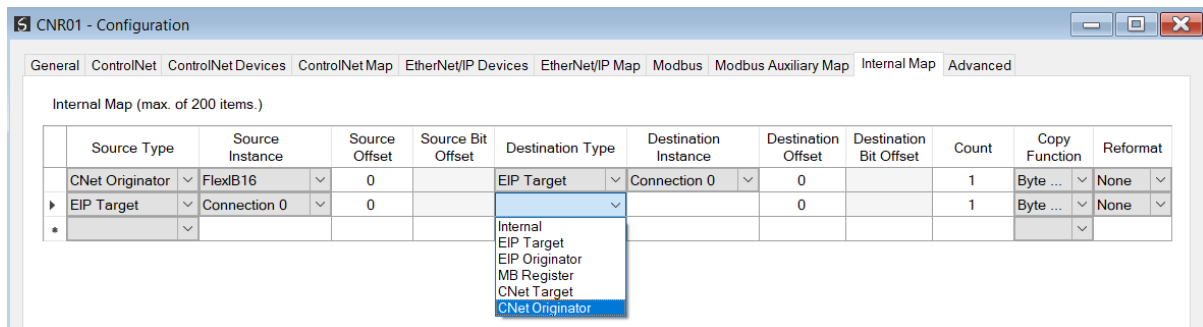 CNR01 - Configuration
General ControlNet ControlNet Devices ControlNet Map EtherNet/IP Devices EtherNet/IP Map Modbus Modbus Auxiliary Map Internal Map Advanced
Internal Map (max. of 200 items.)
Source Type Source Instance Source Offset Source Bit Offset Destination Type Destination Instance Destination Offset Destination Bit Offset Count Copy Function Reformat
CNet Originator FlexIB16 0 EIP Target Connection 0 0 1 Byte ... None
EIP Target Connection 0 0 0 1 Byte ... None
Internal
EIP Target
EIP Originator
MB Register
CNet Target
CNet Originator